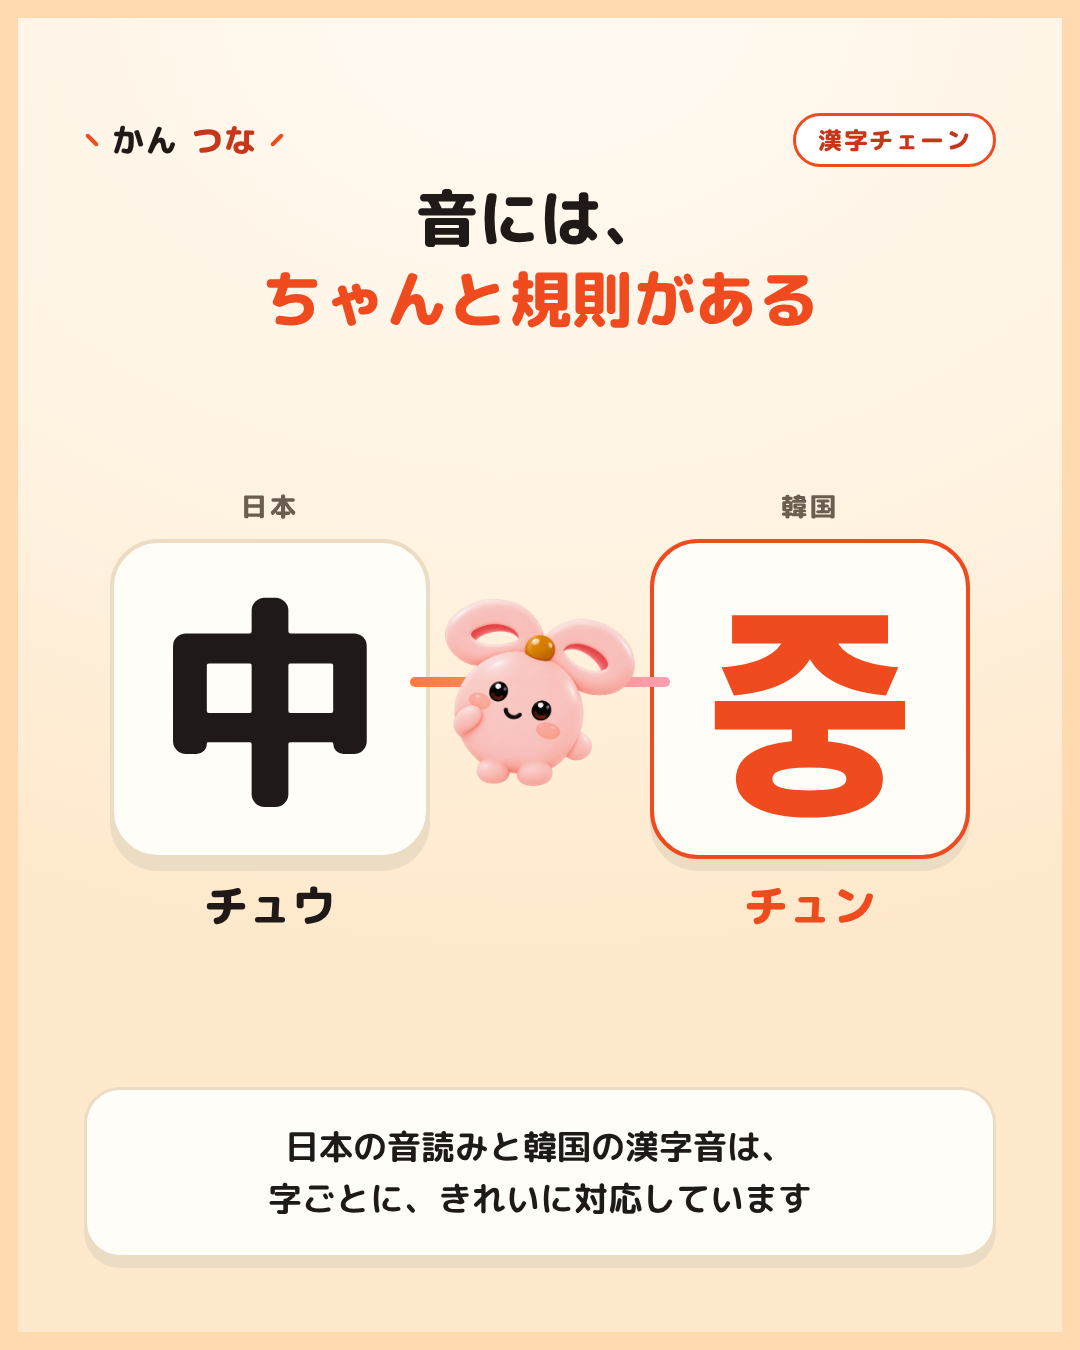 かん つな
漢字チェーン
音には、
ちゃんと規則がある
日本
韓国
中
중
チュウ
チュン
日本の音読みと韓国の漢字音は、
字ごとに、きれいに対応しています